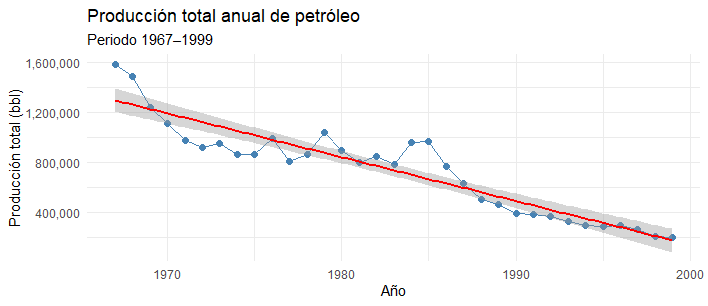 Producción total anual de petróleo
Periodo 1967–1999
Producción total (bbl)
1,600,000
1,200,000
800,000
400,000
1970
1980
1990
2000
Año